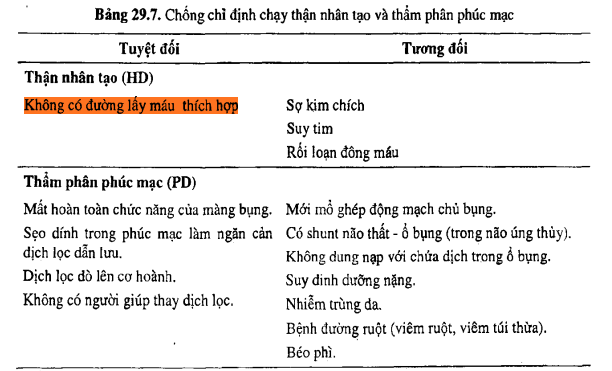 Bảng 29.7. Chống chỉ định chạy thận nhân tạo và thẩm phân phúc mạc
Tuyệt đối Tương đối
Thận nhân tạo (HD)
Không có đường lấy máu thích hợp Sợ kim chích
Suy tim
Rối loạn đông máu
Thẩm phân phúc mạc (PD)
Mất hoàn toàn chức năng của màng bụng. Mới mổ ghép động mạch chủ bụng.
Sẹo dính trong phúc mạc làm ngăn cản Có shunt não thất - ổ bụng (trong não úng thủy).
dịch lọc dẫn lưu. Không dung nạp với chứa dịch trong ổ bụng.
Dịch lọc dò lên cơ hoành. Suy dinh dưỡng nặng.
Không có người giúp thay dịch lọc. Nhiễm trùng da.
Bệnh đường ruột (viêm ruột, viêm túi thừa).
Béo phì.